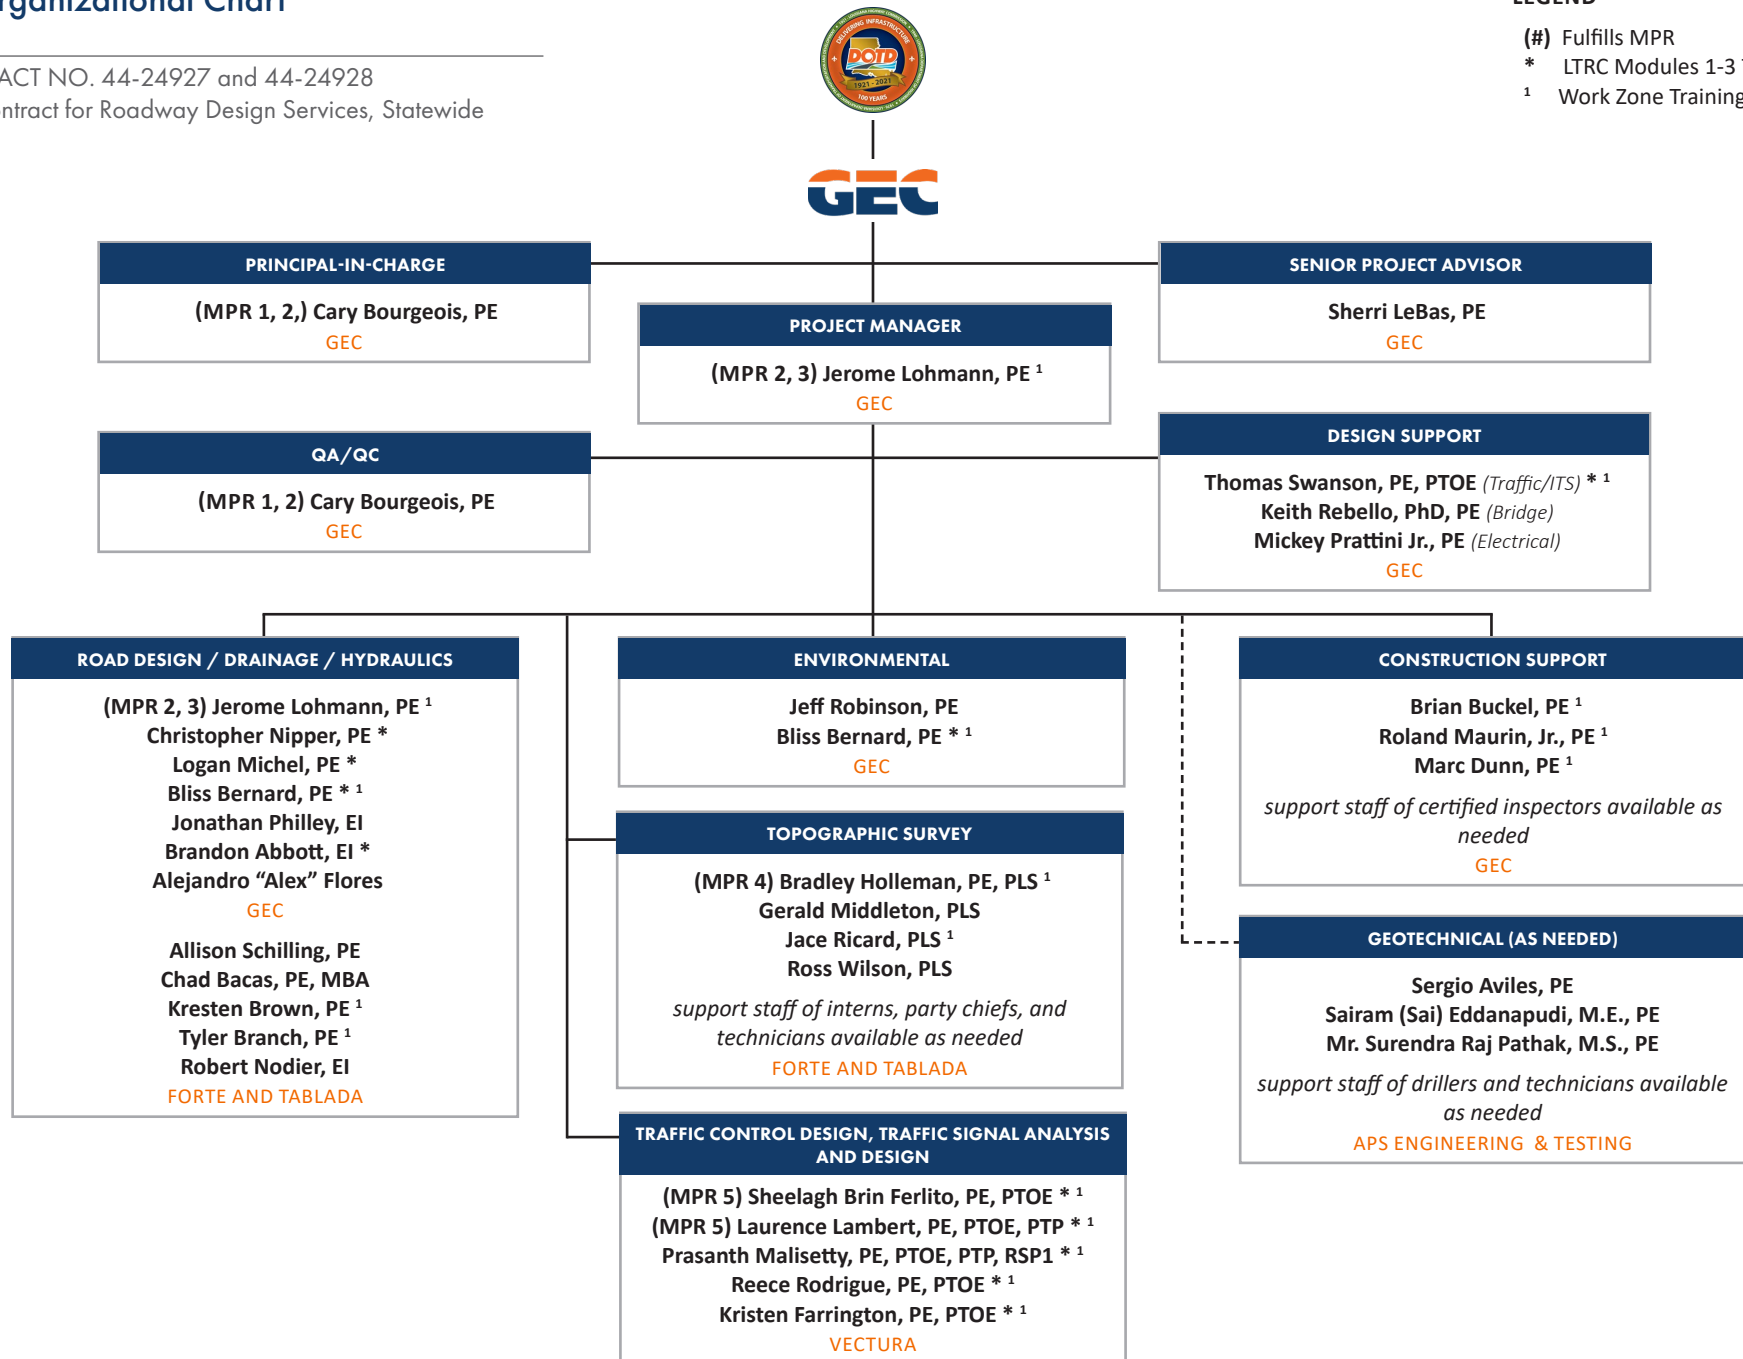 rganizational Chart
ACT NO. 44-24927 and 44-24928
ntract for Roadway Design Services, Statewide
DELIVERING INFRASTRUCTURE
DOTD
1921 - 2021
100 YEARS
LEGEND
(#) Fulfills MPR
* LTRC Modules 1-3
¹ Work Zone Training
GEC
PRINCIPAL-IN-CHARGE
(MPR 1, 2,) Cary Bourgeois, PE
GEC
SENIOR PROJECT ADVISOR
Sherri LeBas, PE
GEC
PROJECT MANAGER
(MPR 2, 3) Jerome Lohmann, PE ¹
GEC
QA/QC
(MPR 1, 2) Cary Bourgeois, PE
GEC
DESIGN SUPPORT
Thomas Swanson, PE, PTOE (Traffic/ITS) * ¹
Keith Rebello, PhD, PE (Bridge)
Mickey Prattini Jr., PE (Electrical)
GEC
ROAD DESIGN / DRAINAGE / HYDRAULICS
(MPR 2, 3) Jerome Lohmann, PE ¹
Christopher Nipper, PE *
Logan Michel, PE *
Bliss Bernard, PE * ¹
Jonathan Philley, EI
Brandon Abbott, EI *
Alejandro “Alex” Flores
GEC
Allison Schilling, PE
Chad Bacas, PE, MBA
Kresten Brown, PE ¹
Tyler Branch, PE ¹
Robert Nodier, EI
FORTE AND TABLADA
ENVIRONMENTAL
Jeff Robinson, PE
Bliss Bernard, PE * ¹
GEC
TOPOGRAPHIC SURVEY
(MPR 4) Bradley Holleman, PE, PLS ¹
Gerald Middleton, PLS
Jace Ricard, PLS ¹
Ross Wilson, PLS
support staff of interns, party chiefs, and
technicians available as needed
FORTE AND TABLADA
TRAFFIC CONTROL DESIGN, TRAFFIC SIGNAL ANALYSIS
AND DESIGN
(MPR 5) Sheelagh Brin Ferlito, PE, PTOE * ¹
(MPR 5) Laurence Lambert, PE, PTOE, PTP * ¹
Prasanth Malisetty, PE, PTOE, PTP, RSP1 * ¹
Reece Rodrigue, PE, PTOE * ¹
Kristen Farrington, PE, PTOE * ¹
VECTURA
CONSTRUCTION SUPPORT
Brian Buckel, PE ¹
Roland Maurin, Jr., PE ¹
Marc Dunn, PE ¹
support staff of certified inspectors available as
needed
GEC
GEOTECHNICAL (AS NEEDED)
Sergio Aviles, PE
Sairam (Sai) Eddanapudi, M.E., PE
Mr. Surendra Raj Pathak, M.S., PE
support staff of drillers and technicians available
as needed
APS ENGINEERING & TESTING